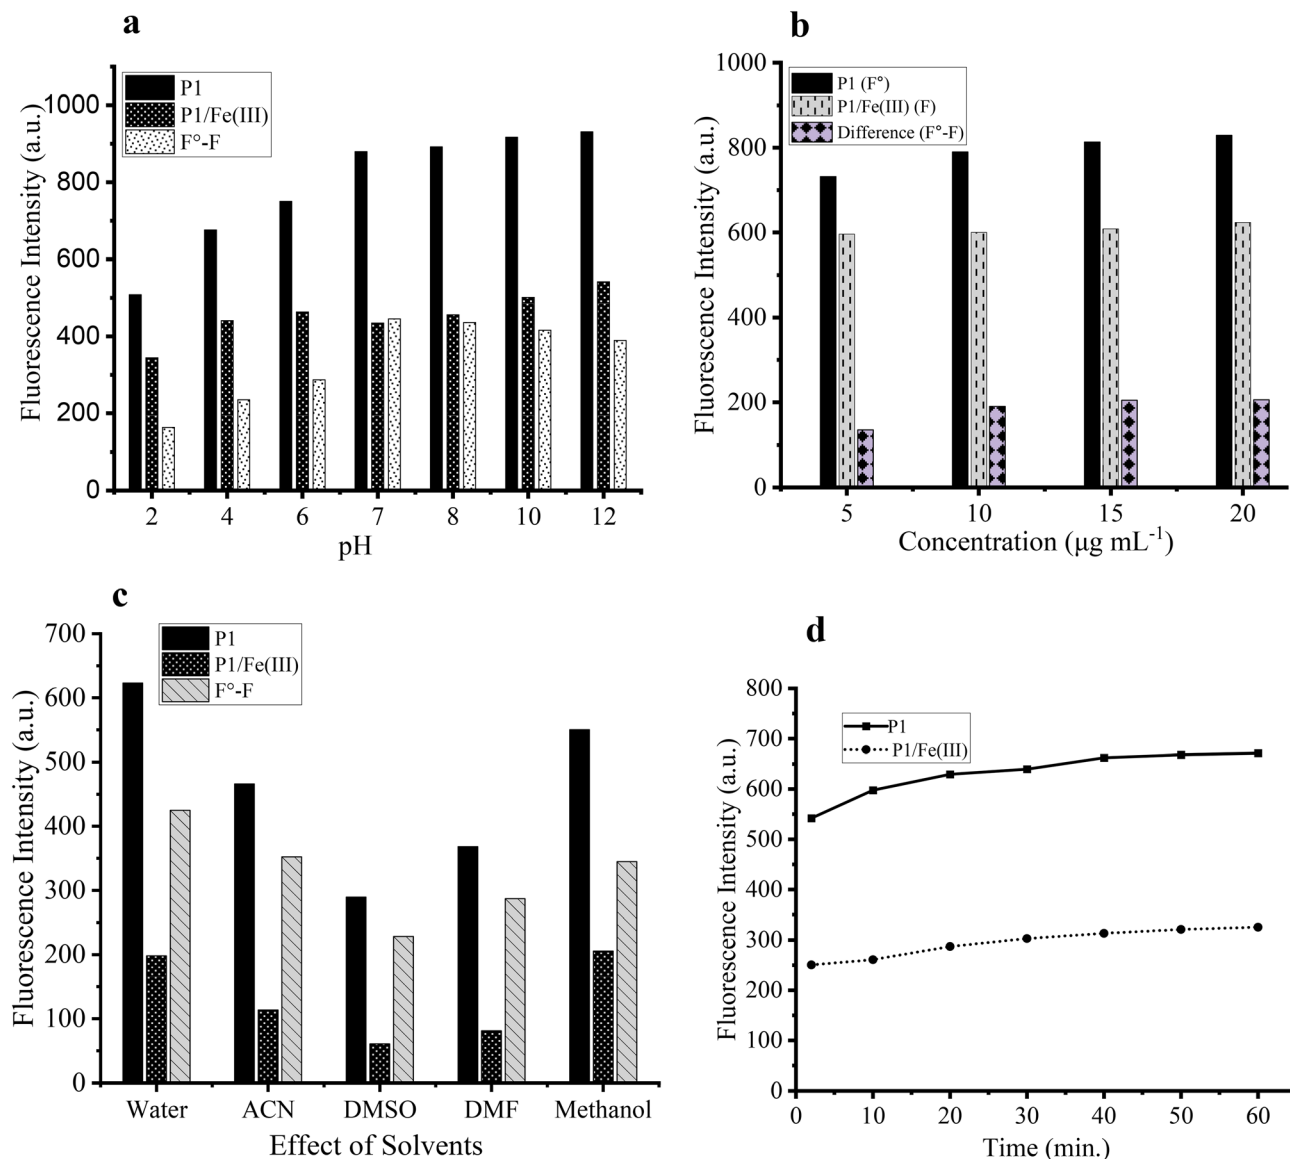 a
P1
P1/Fe(III)
F°-F
Fluorescence Intensity (a.u.)
1000
800
600
400
200
0
2 4 6 7 8 10 12
pH
b
P1 (F°)
P1/Fe(III) (F)
Difference (F°-F)
Fluorescence Intensity (a.u.)
1000
800
600
400
200
0
5 10 15 20
Concentration (μg mL⁻¹)
c
P1
P1/Fe(III)
F°-F
Fluorescence Intensity (a.u.)
700
600
500
400
300
200
100
0
Water ACN DMSO DMF Methanol
Effect of Solvents
d
P1
P1/Fe(III)
Fluorescence Intensity (a.u.)
800
700
600
500
400
300
200
100
0
0 10 20 30 40 50 60
Time (min.)